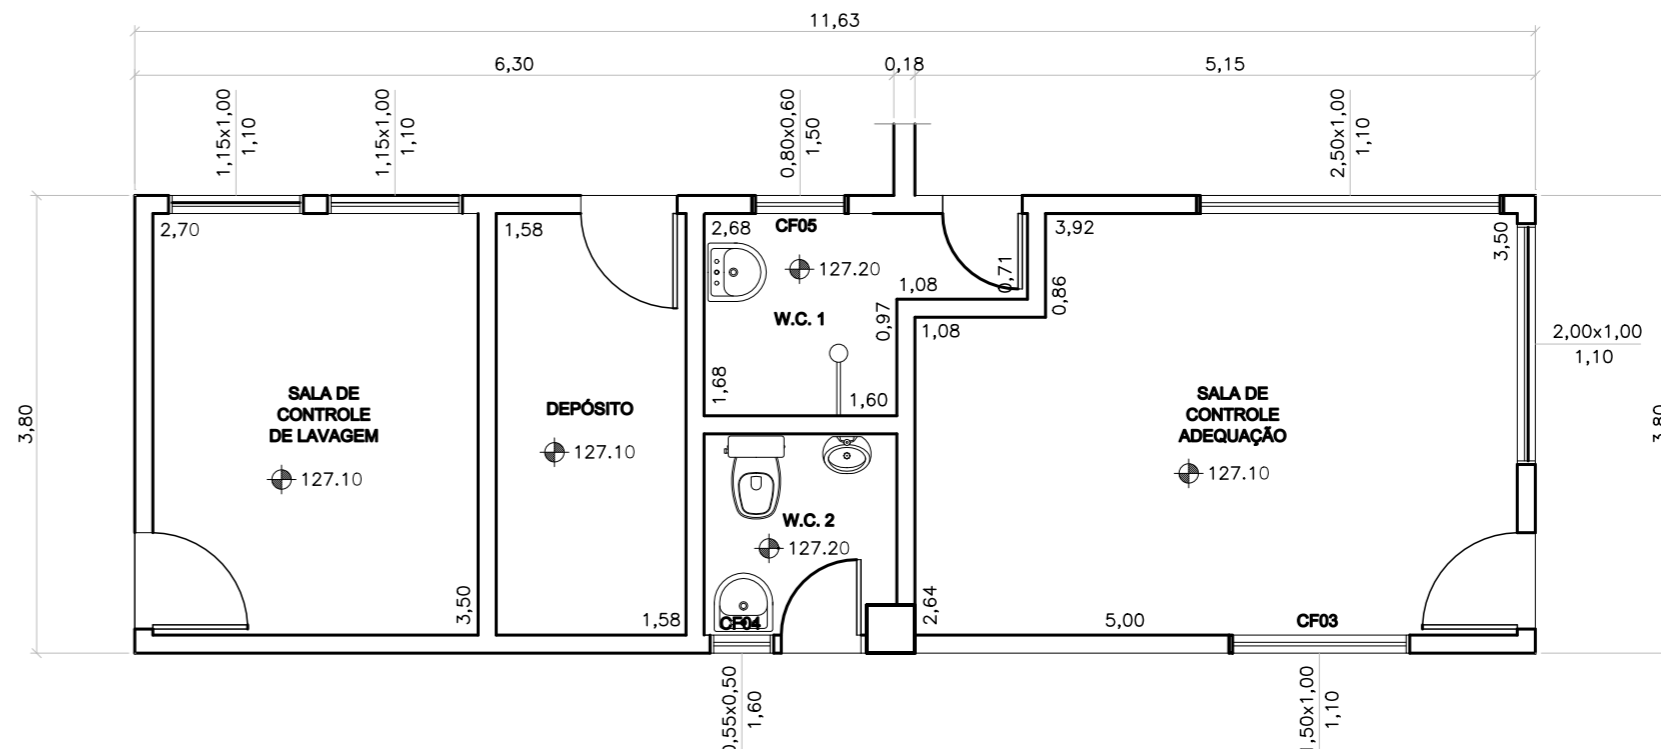 11,63
6,30
0,18
5,15
1,15x1,00
1,10
1,15x1,00
1,10
0,80x0,60
1,50
2,50x1,00
1,10
2,70
1,58
2,68
CF05
3,92
3,50
127.20
1,08
0,71
0,86
W.C. 1
0,97
1,08
2,00x1,00
1,10
1,68
1,60
SALA DE
CONTROLE
DE LAVAGEM
DEPÓSITO
SALA DE
CONTROLE
ADEQUAÇÃO
3,80
3,80
127.10
127.10
127.10
W.C. 2
127.20
3,50
1,58
CF04
2,64
5,00
CF03
0,55x0,50
1,60
1,50x1,00
1,10